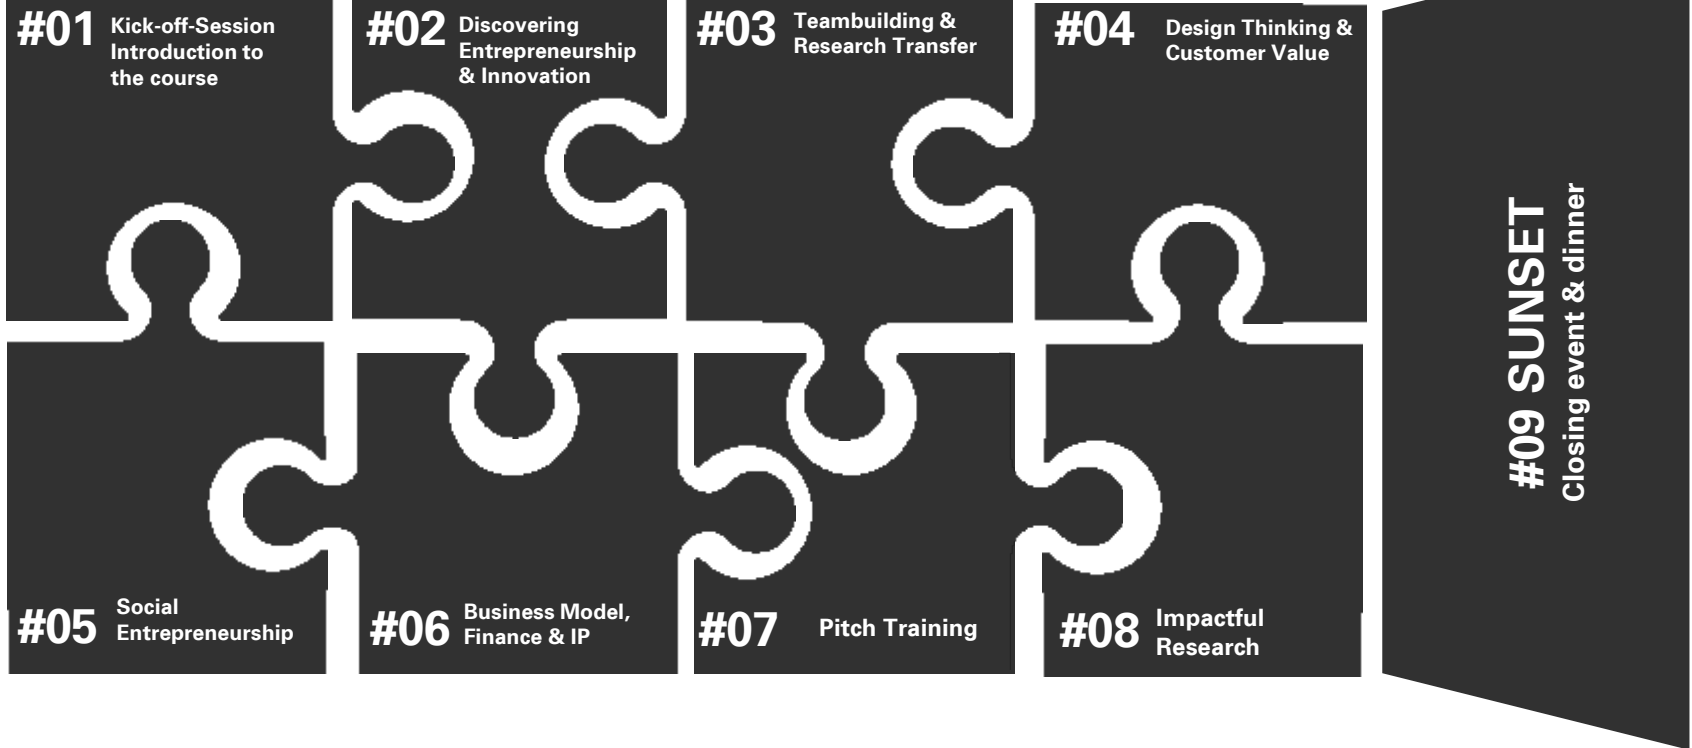 #01
Kick-off-Session
Introduction to
the course
#02
Discovering
Entrepreneurship
& Innovation
#03
Teambuilding &
Research Transfer
#04
Design Thinking &
Customer Value
#05
Social
Entrepreneurship
#06
Business Model,
Finance & IP
#07
Pitch Training
#08
Impactful
Research
#09 SUNSET
Closing event & dinner